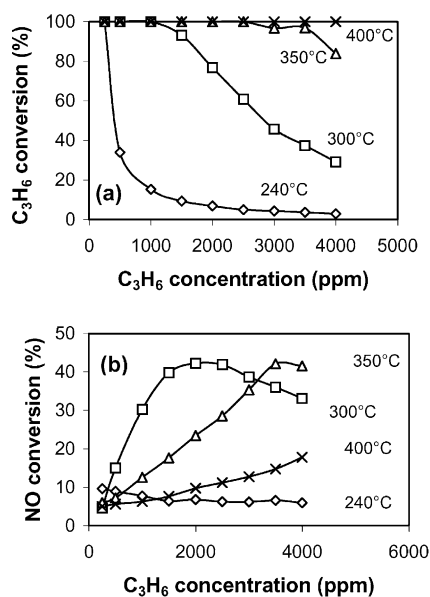 100
80
60
40
20
0
C3H6 conversion (%)
(a)
400°C
350°C
300°C
240°C
0 1000 2000 3000 4000 5000
C3H6 concentration (ppm)
50
40
30
20
10
0
NO conversion (%)
(b)
350°C
300°C
400°C
240°C
0 2000 4000 6000
C3H6 concentration (ppm)